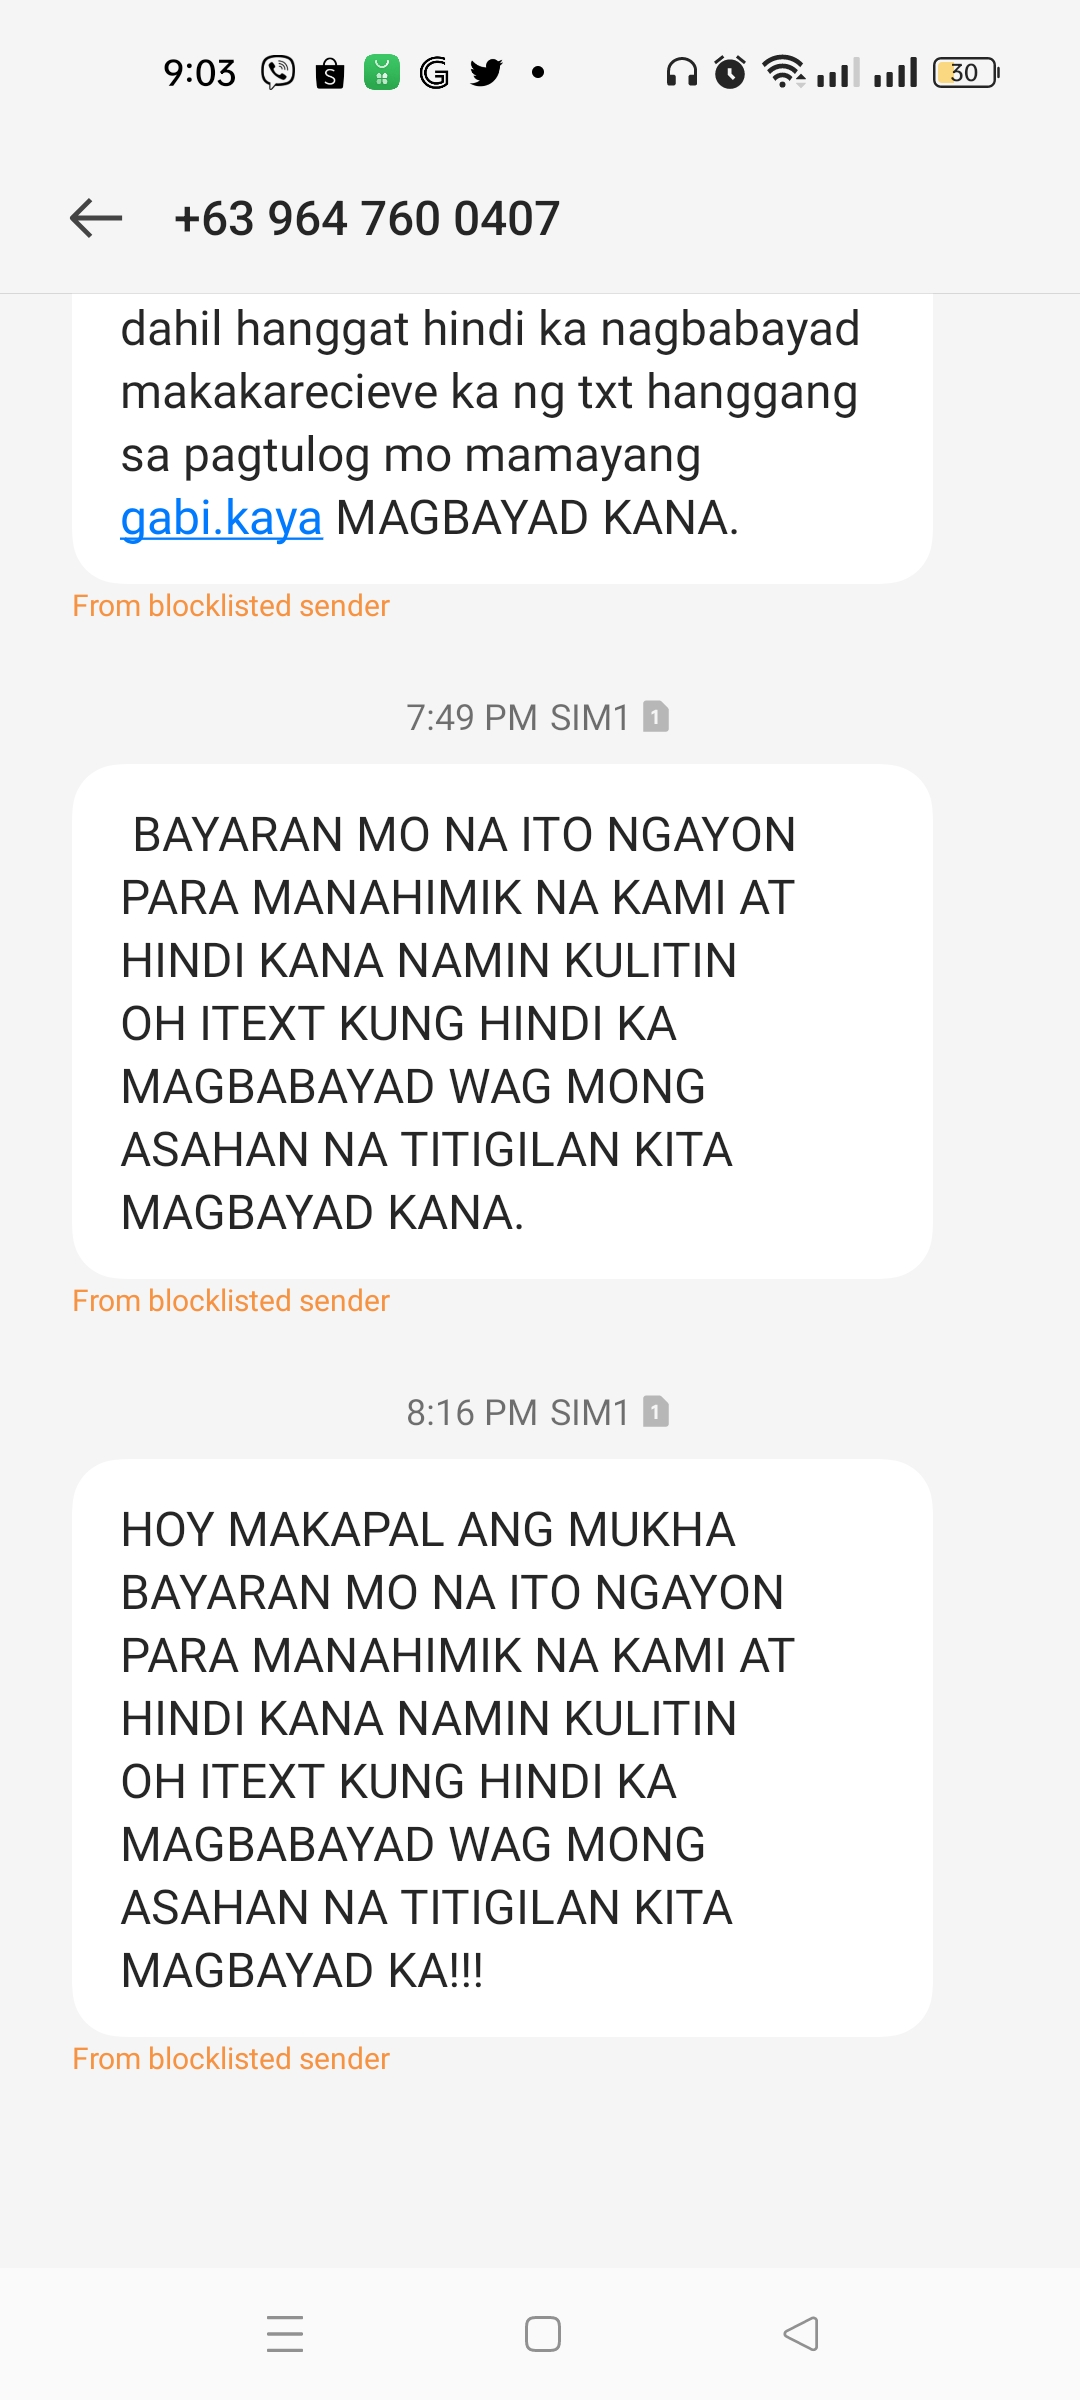 9:03
30
+63 964 760 0407
dahil hanggat hindi ka nagbabayad
makakarecieve ka ng txt hanggang
sa pagtulog mo mamayang
gabi.kaya MAGBAYAD KANA.
From blocklisted sender
7:49 PM SIM1 1
BAYARAN MO NA ITO NGAYON
PARA MANAHIMIK NA KAMI AT
HINDI KANA NAMIN KULITIN
OH ITEXT KUNG HINDI KA
MAGBABAYAD WAG MONG
ASAHAN NA TITIGILAN KITA
MAGBAYAD KANA.
From blocklisted sender
8:16 PM SIM1 1
HOY MAKAPAL ANG MUKHA
BAYARAN MO NA ITO NGAYON
PARA MANAHIMIK NA KAMI AT
HINDI KANA NAMIN KULITIN
OH ITEXT KUNG HINDI KA
MAGBABAYAD WAG MONG
ASAHAN NA TITIGILAN KITA
MAGBAYAD KA!!!
From blocklisted sender